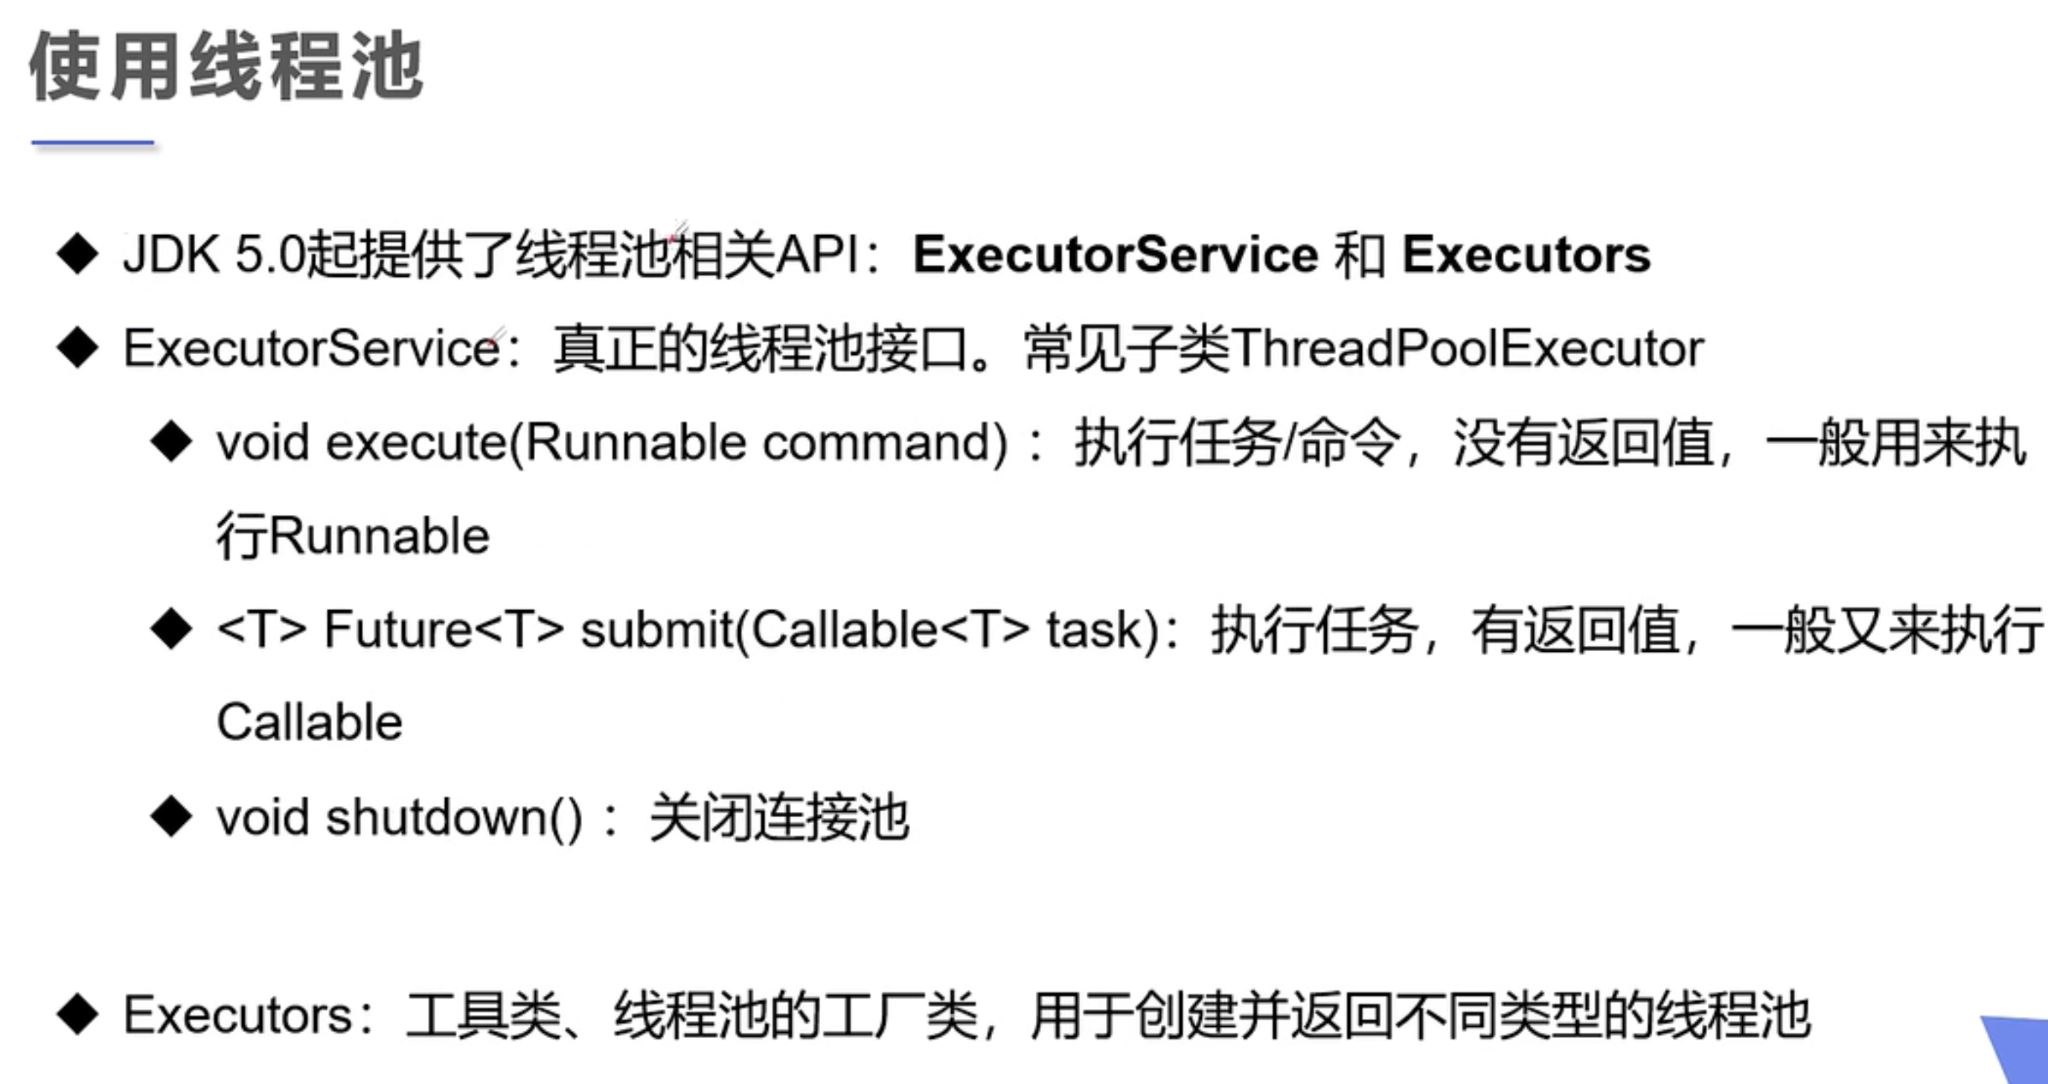 使用线程池
JDK 5.0起提供了线程池相关API：ExecutorService 和 Executors
ExecutorService：真正的线程池接口。常见子类ThreadPoolExecutor
void execute(Runnable command) ：执行任务/命令，没有返回值，一般用来执
行Runnable
<T> Future<T> submit(Callable<T> task)：执行任务，有返回值，一般又来执行
Callable
void shutdown() ：关闭连接池
Executors：工具类、线程池的工厂类，用于创建并返回不同类型的线程池